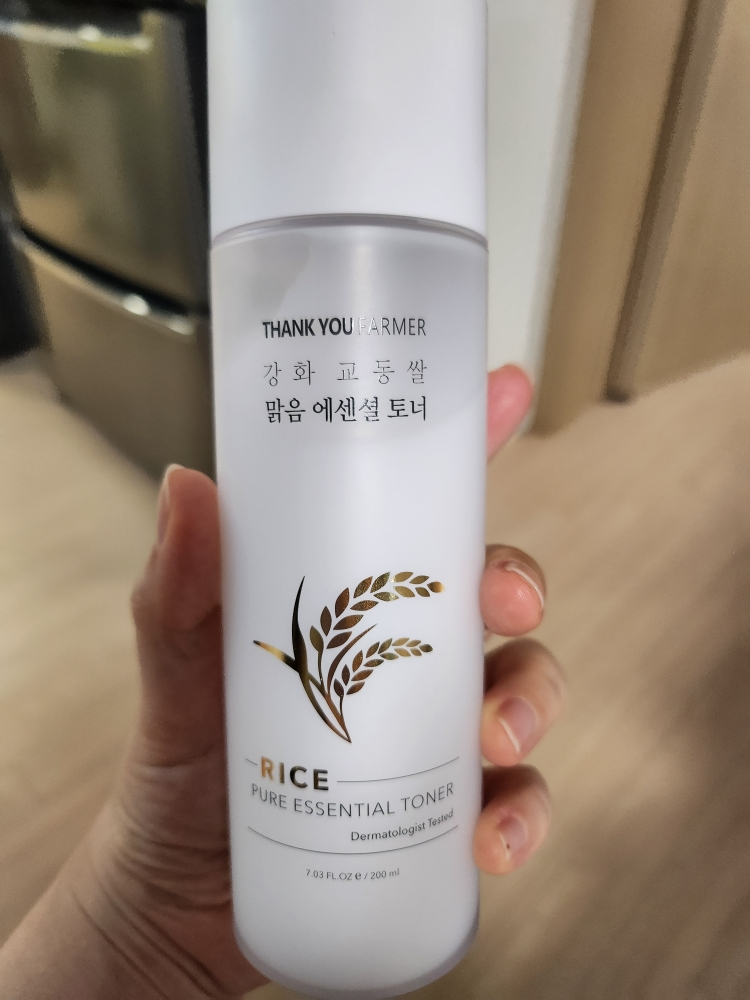 THANK YOU FARMER
강화 교동쌀
맑음 에센셜 토너
RICE
PURE ESSENTIAL TONER
Dermatologist Tested
7.03 FL.OZ e / 200 ml